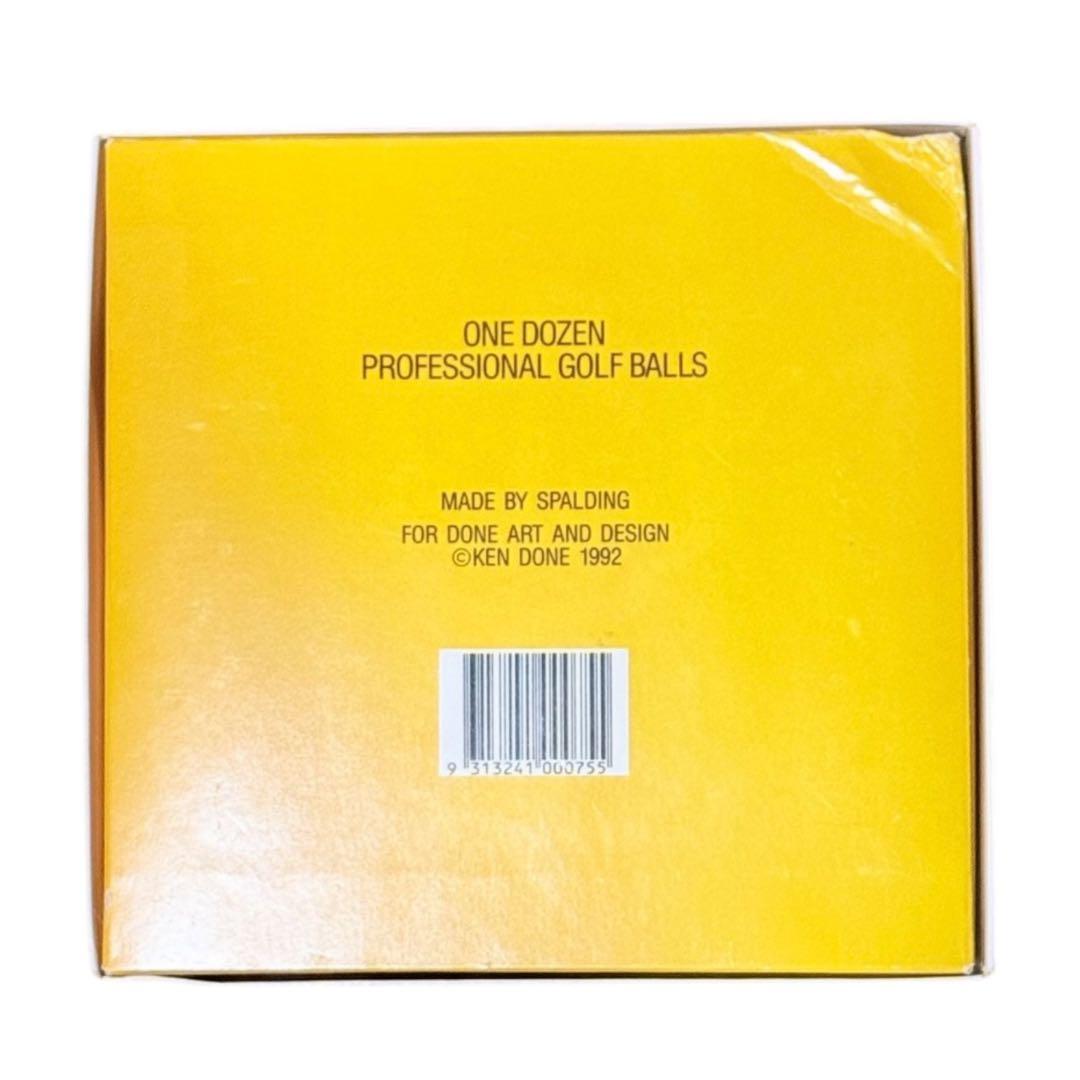 ONE DOZEN
PROFESSIONAL GOLF BALLS
MADE BY SPALDING
FOR DONE ART AND DESIGN
©KEN DONE 1992
9 313241 000755